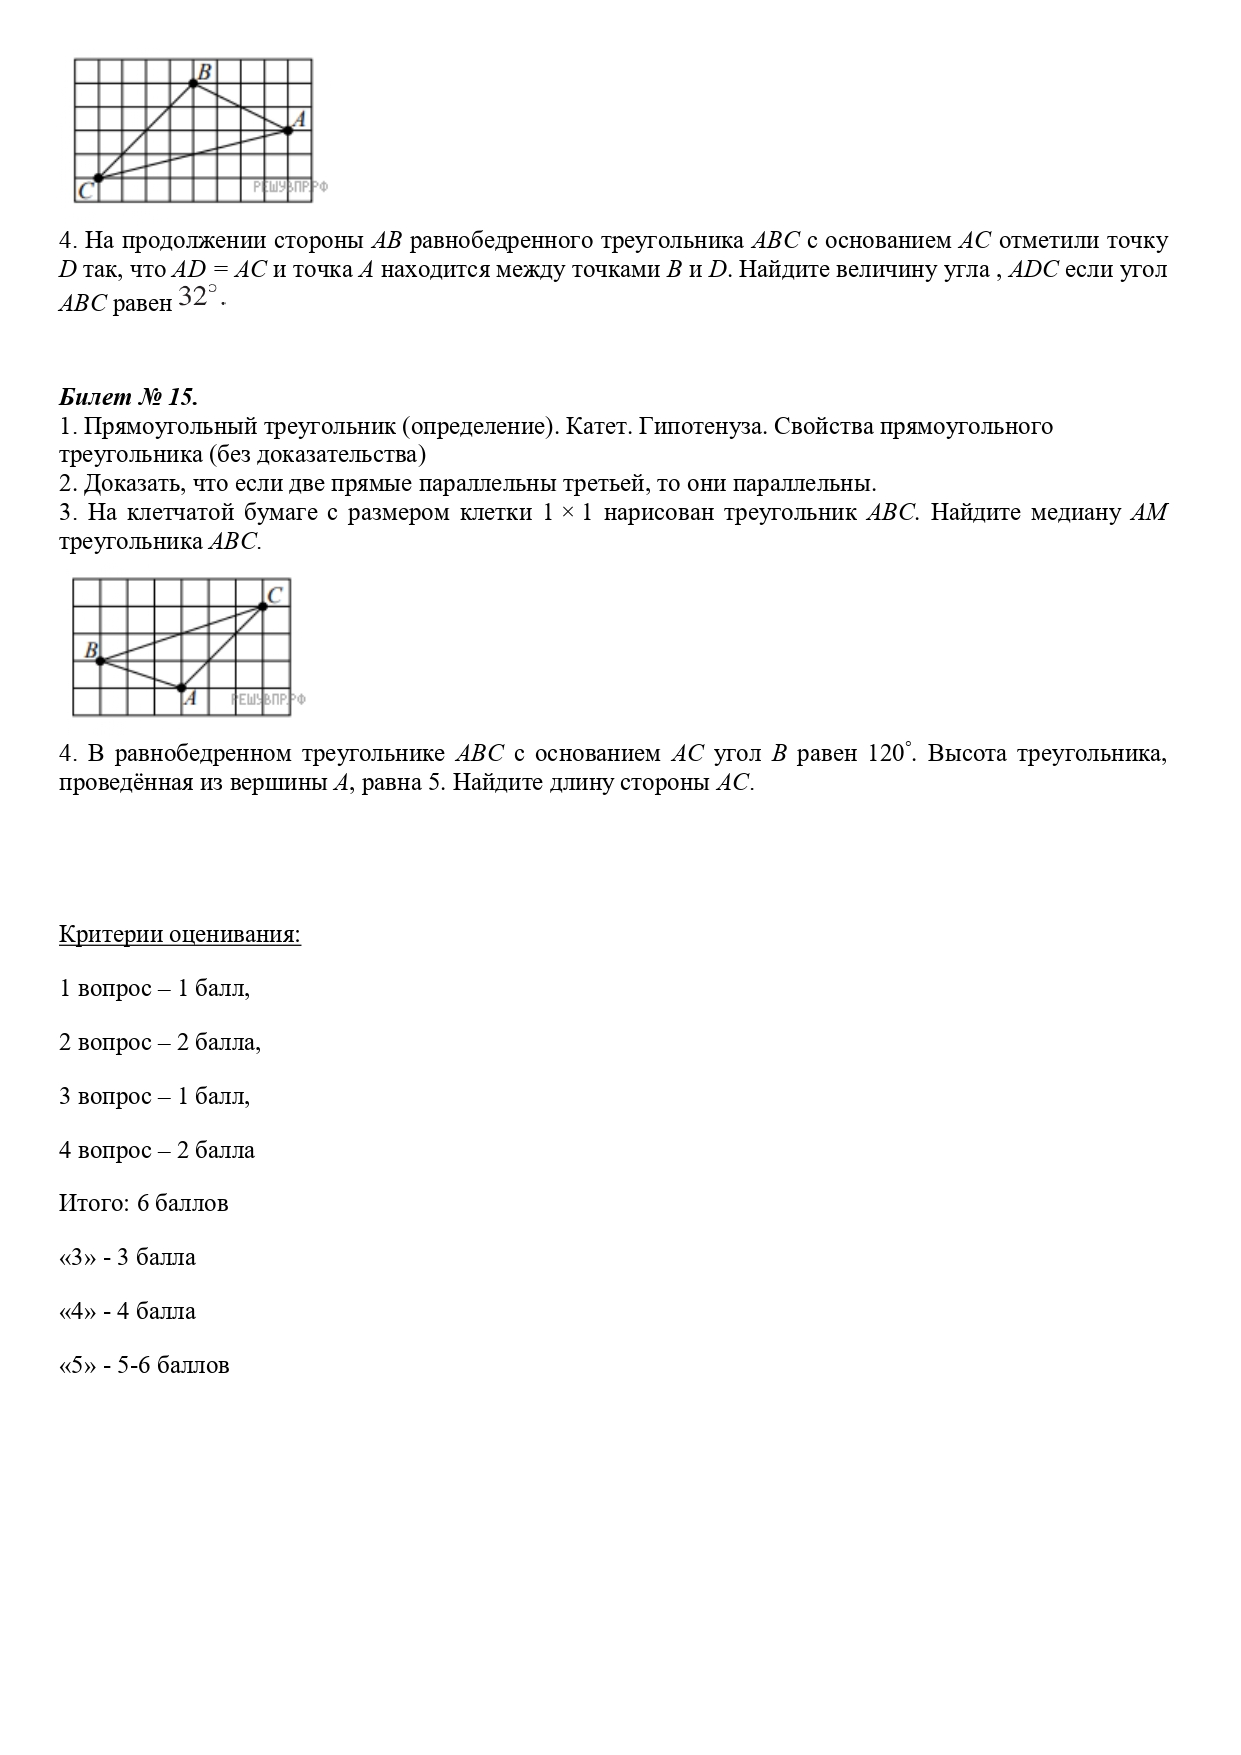 B
A
C
РЕШУВПР.РФ
4. На продолжении стороны AB равнобедренного треугольника ABC с основанием AC отметили точку
D так, что AD = AC и точка A находится между точками B и D. Найдите величину угла , ADC если угол
ABC равен 32°.
Билет № 15.
1. Прямоугольный треугольник (определение). Катет. Гипотенуза. Свойства прямоугольного
треугольника (без доказательства)
2. Доказать, что если две прямые параллельны третьей, то они параллельны.
3. На клетчатой бумаге с размером клетки 1 × 1 нарисован треугольник ABC. Найдите медиану AM
треугольника ABC.
C
B
A
РЕШУВПР.РФ
4. В равнобедренном треугольнике ABC с основанием AC угол B равен 120°. Высота треугольника,
проведённая из вершины A, равна 5. Найдите длину стороны AC.
Критерии оценивания:
1 вопрос – 1 балл,
2 вопрос – 2 балла,
3 вопрос – 1 балл,
4 вопрос – 2 балла
Итого: 6 баллов
«3» - 3 балла
«4» - 4 балла
«5» - 5-6 баллов